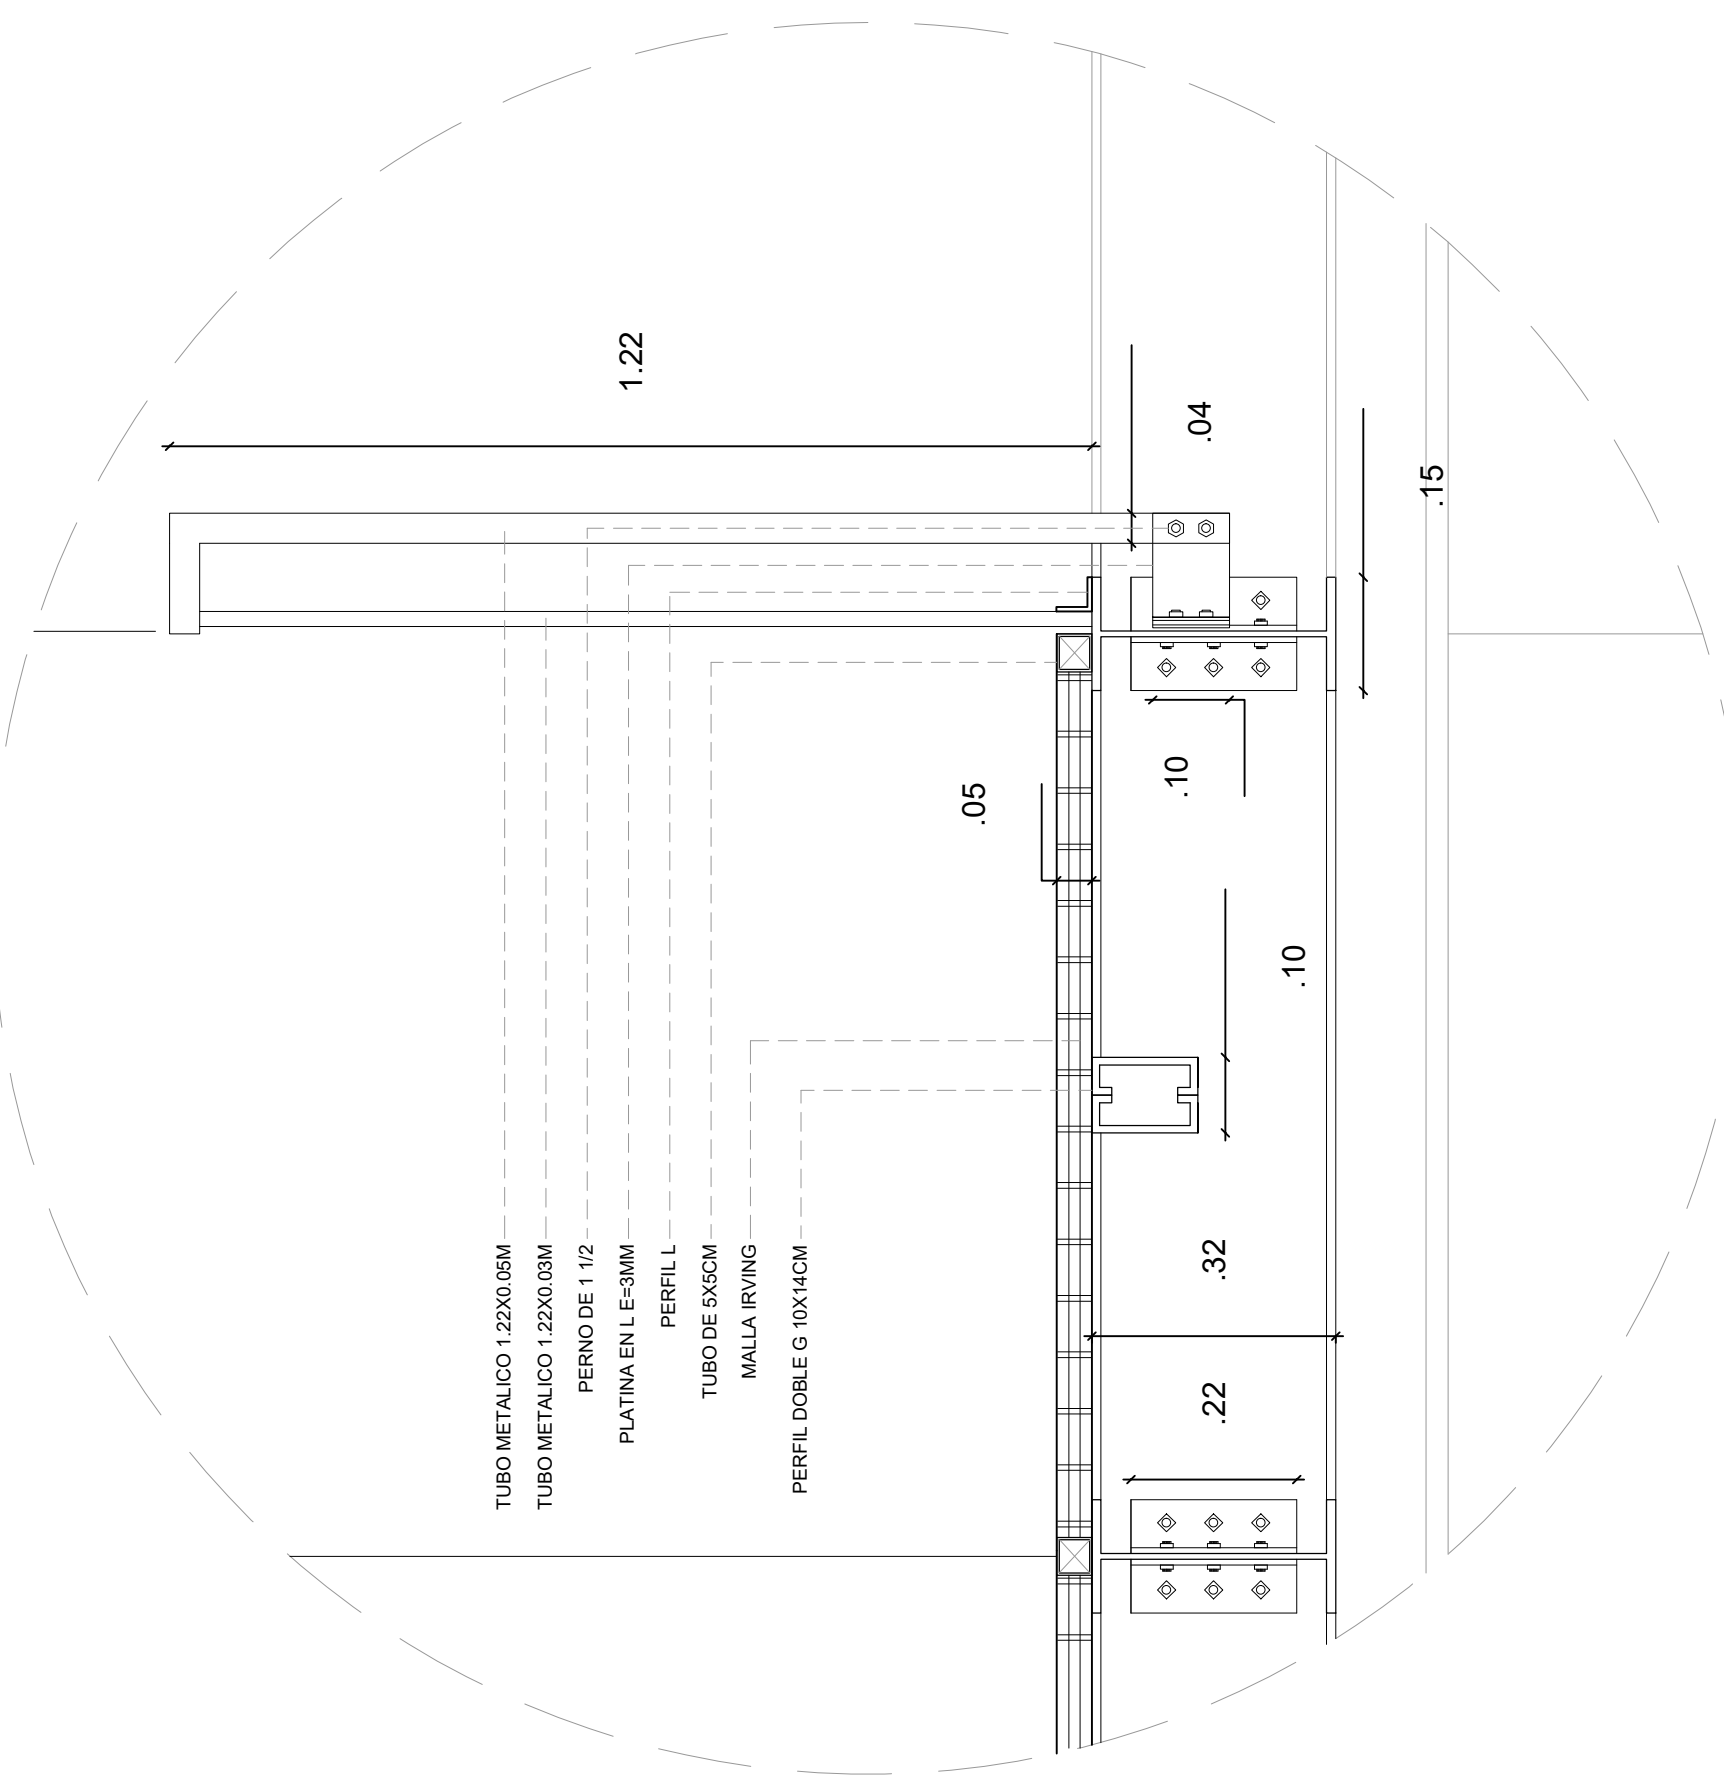 TUBO METALICO 1.22X0.05M
TUBO METALICO 1.22X0.03M
PERNO DE 1 1/2
PLATINA EN L E=3MM
PERFIL L
TUBO DE 5X5CM
MALLA IRVING
PERFIL DOBLE G 10X14CM
1.22
.05
.04
.10
.22
.32
.10
.15